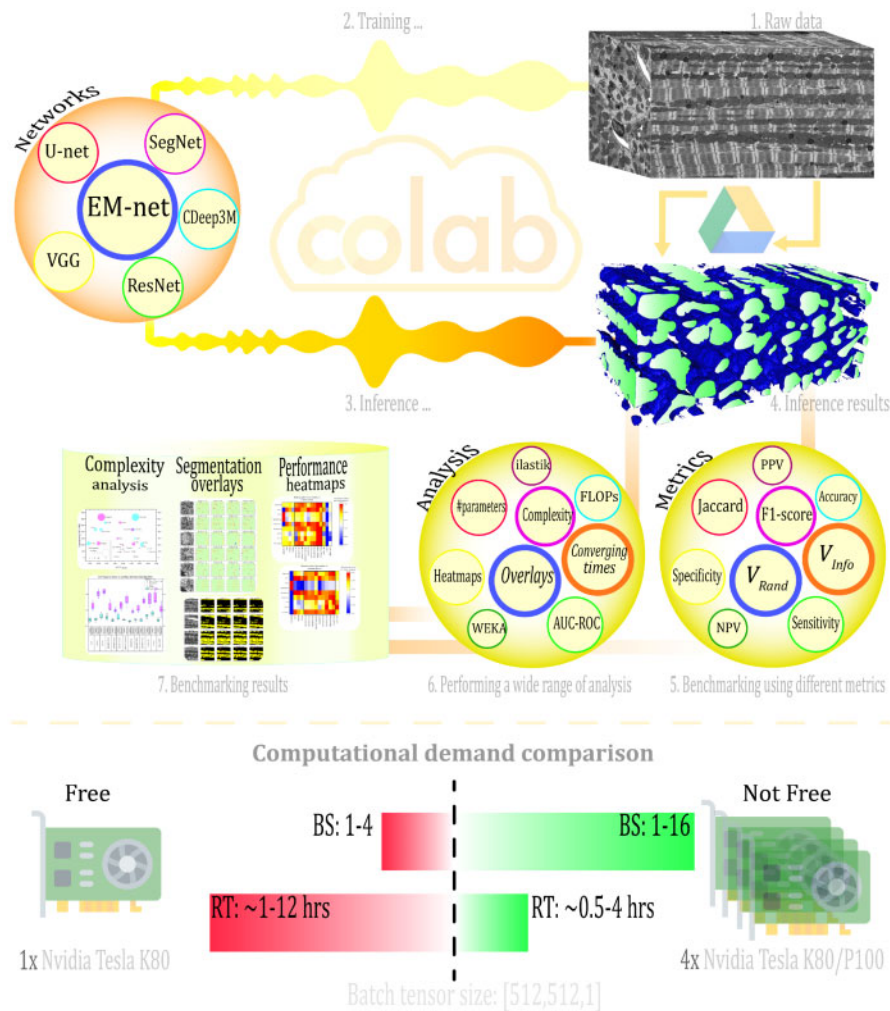 2. Training ...
1. Raw data
Networks
U-net
SegNet
EM-net
CDeep3M
VGG
ResNet
colab
3. Inference ...
4. Inference results
Complexity
analysis
Segmentation
overlays
Performance
heatmaps
7. Benchmarking results
Analysis
ilastik
#parameters
Complexity
FLOPs
Heatmaps
Overlays
Converging
times
WEKA
AUC-ROC
6. Performing a wide range of analysis
Metrics
PPV
Jaccard
F1-score
Accuracy
Specificity
VRand
VInfo
NPV
Sensitivity
5. Benchmarking using different metrics
Computational demand comparison
Free
Not Free
BS: 1-4
BS: 1-16
RT: ~1-12 hrs
RT: ~0.5-4 hrs
1x Nvidia Tesla K80
4x Nvidia Tesla K80/P100
Batch tensor size: [512,512,1]